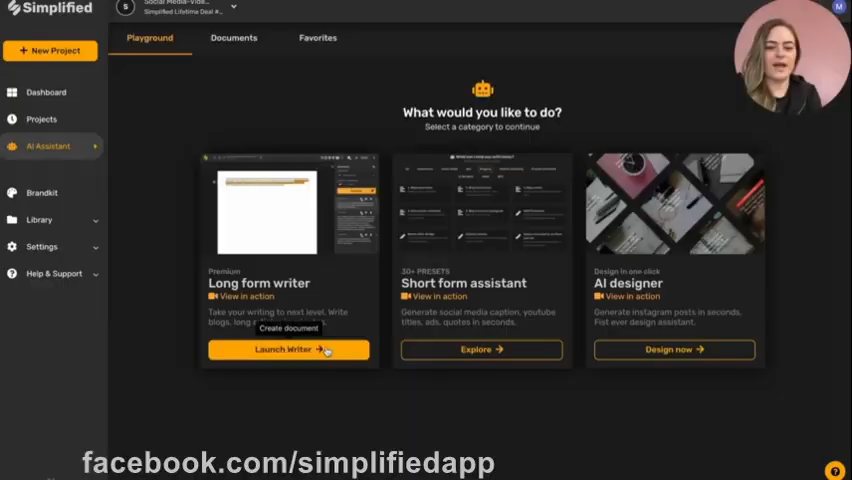 Simplified
S
Social Media-Vide...
Simplified Lifetime Deal #...
M
+ New Project
Playground
Documents
Favorites
Dashboard
Projects
AI Assistant
Brandkit
Library
Settings
Help & Support
What would you like to do?
Select a category to continue
Premium
Long form writer
View in action
Take your writing to next level. Write
blogs, long
Create document
Launch Writer →
30+ PRESETS
Short form assistant
View in action
Generate social media caption, youtube
titles, ads, quotes in seconds.
Explore →
Design in one click
AI designer
View in action
Generate instagram posts in seconds.
Fist ever design assistant.
Design now →
facebook.com/simplifiedapp